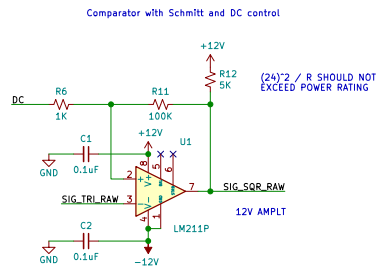 Comparator with Schmitt and DC control
+12V
R12
5K
(24)^2 / R SHOULD NOT
EXCEED POWER RATING
DC
R6
1K
R11
100K
+12V
C1
0.1uF
GND
U1
8
5
6
V+
2
+
7
SIG_SQR_RAW
SIG_TRI_RAW
3
-
V-
4
1
12V AMPLT
LM211P
C2
0.1uF
GND
-12V